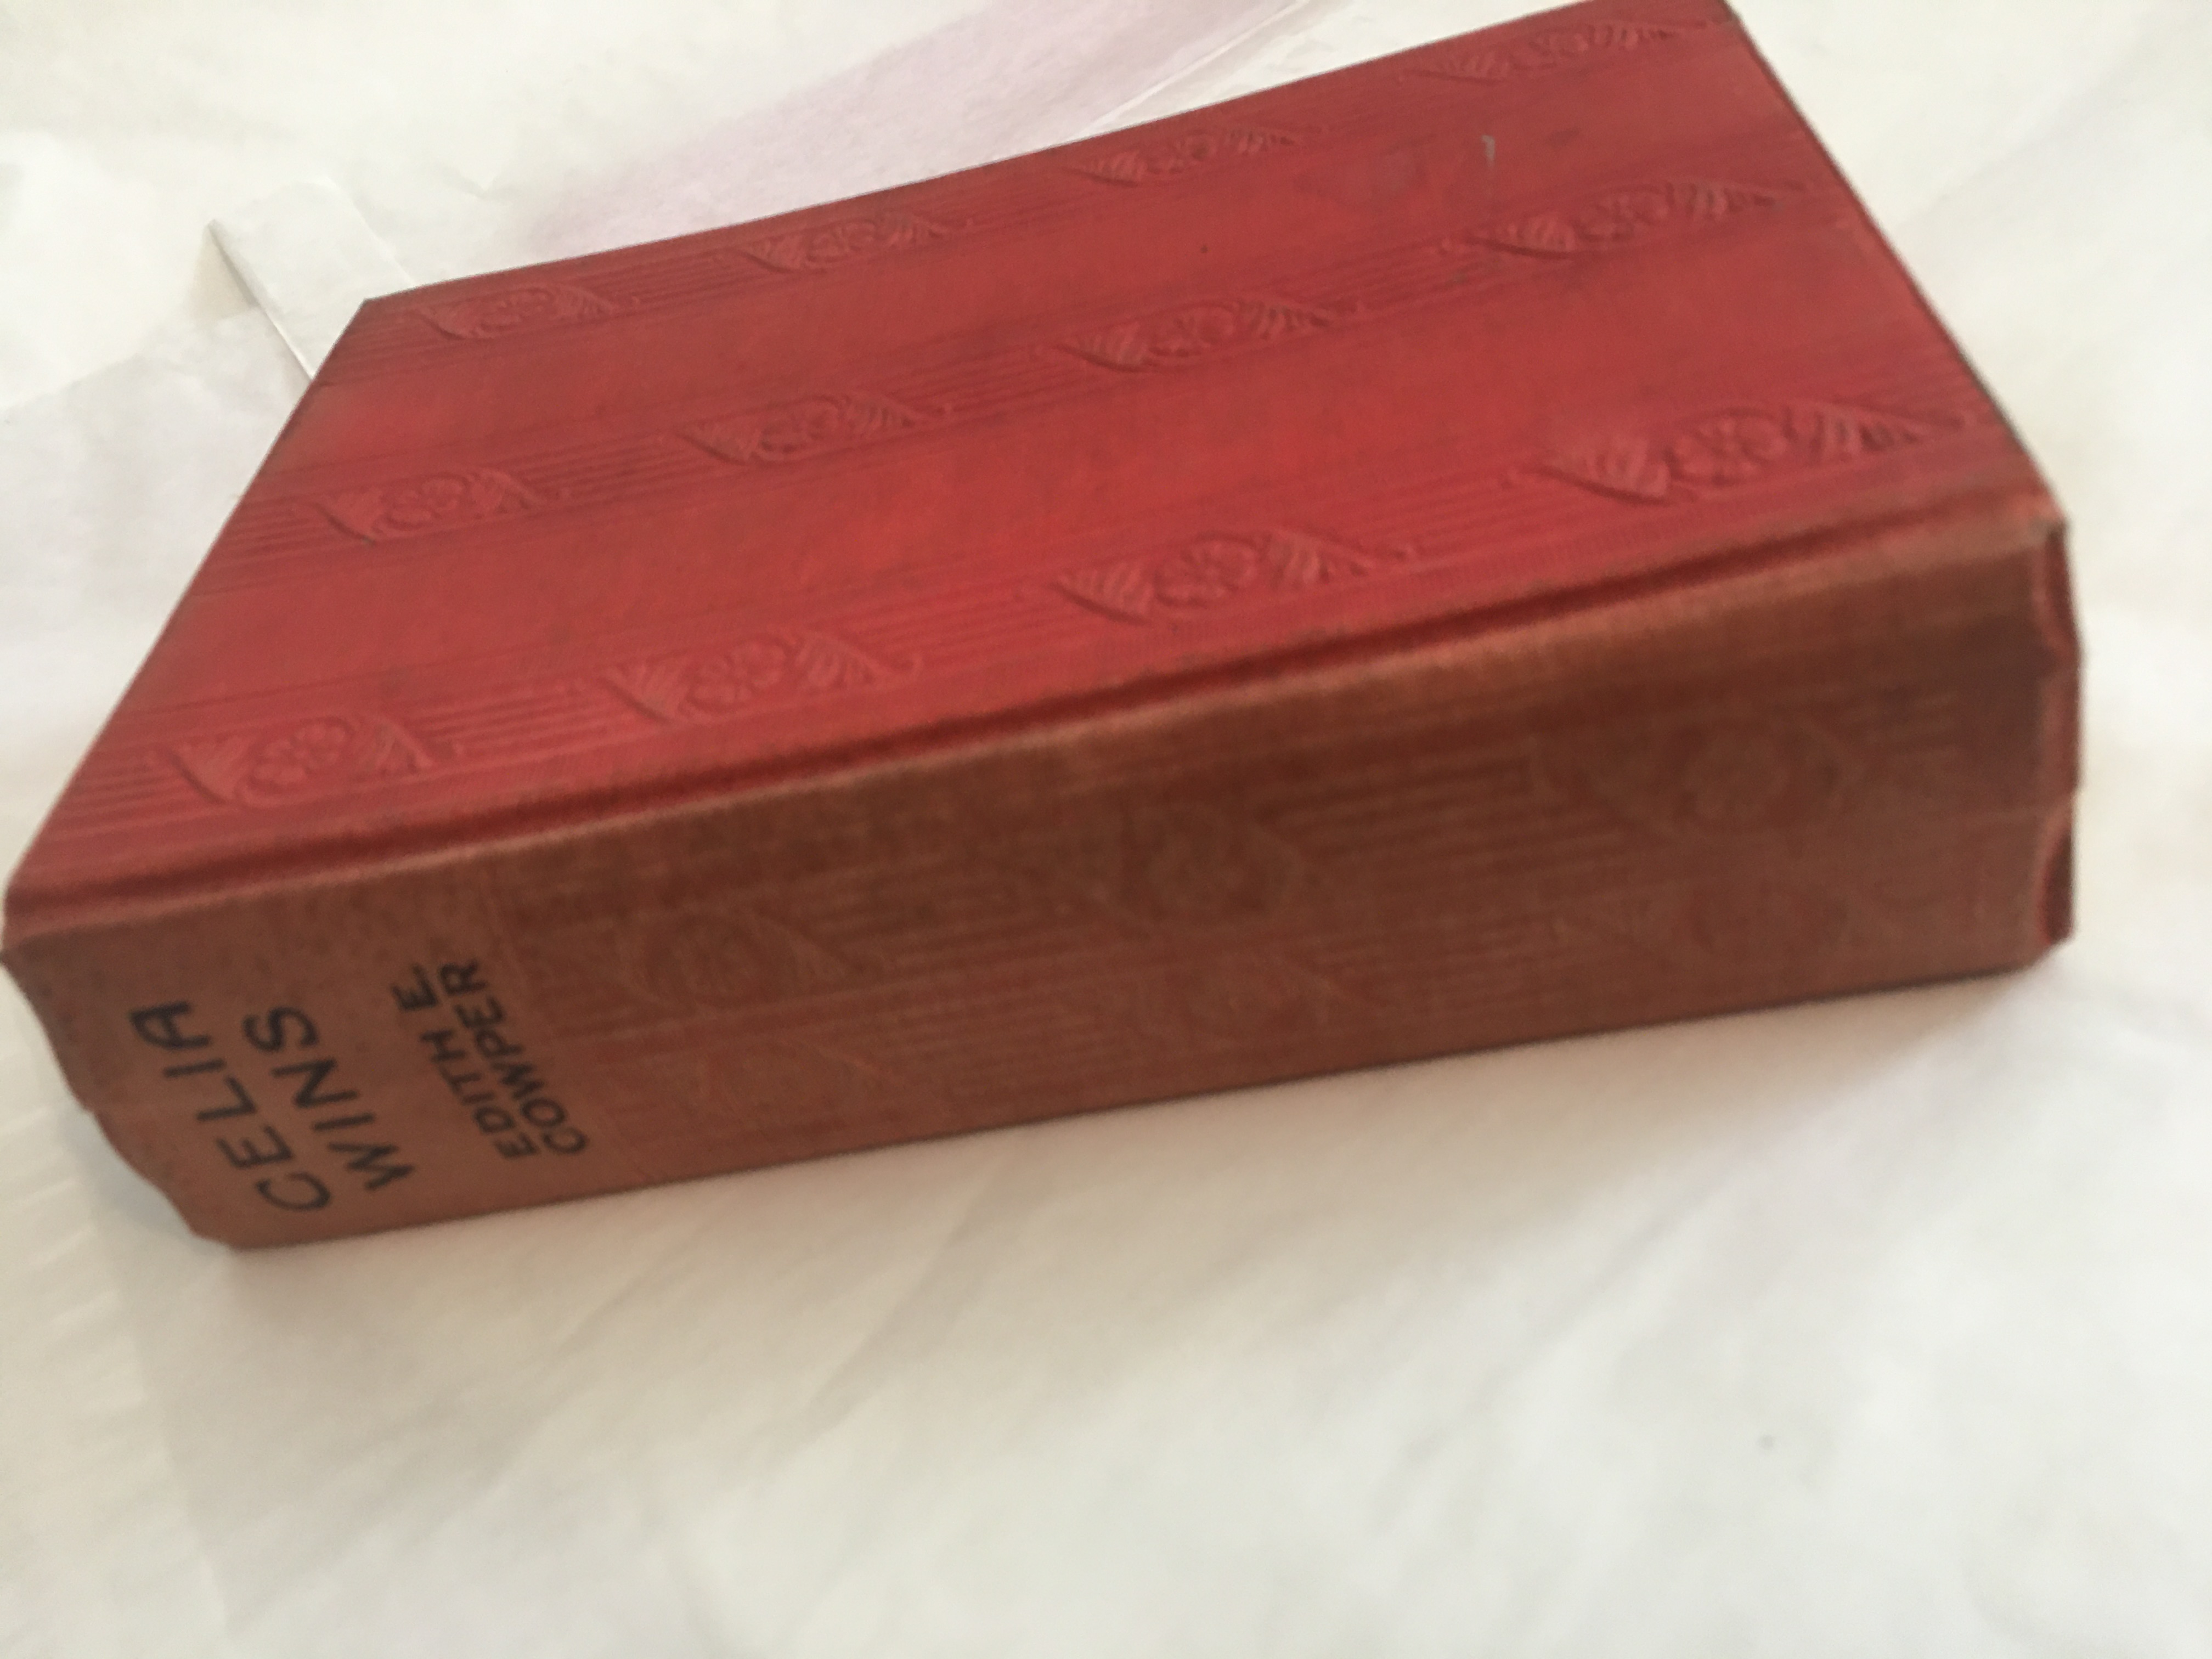 CELIA
WINS
EDITH E.
COWPER